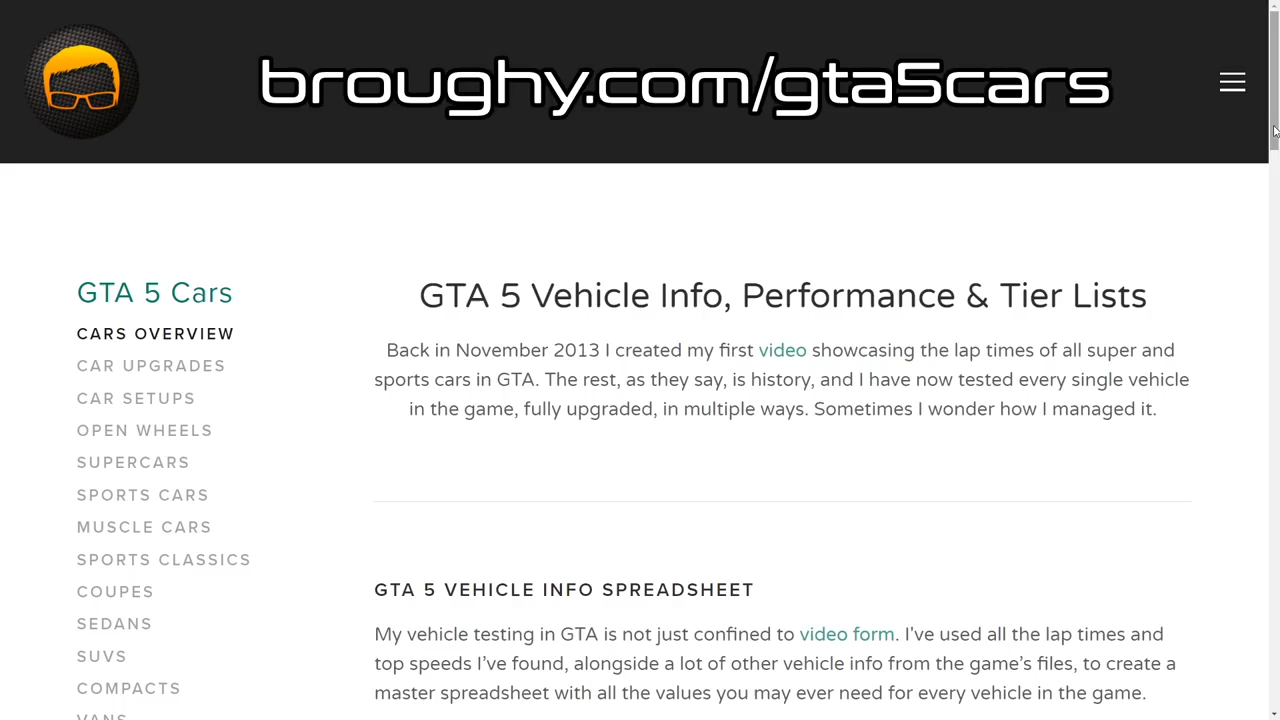 broughy.com/gta5cars
GTA 5 Cars
CARS OVERVIEW
CAR UPGRADES
CAR SETUPS
OPEN WHEELS
SUPERCARS
SPORTS CARS
MUSCLE CARS
SPORTS CLASSICS
COUPES
SEDANS
SUVS
COMPACTS
VANS
GTA 5 Vehicle Info, Performance & Tier Lists
Back in November 2013 I created my first video showcasing the lap times of all super and
sports cars in GTA. The rest, as they say, is history, and I have now tested every single vehicle
in the game, fully upgraded, in multiple ways. Sometimes I wonder how I managed it.
GTA 5 VEHICLE INFO SPREADSHEET
My vehicle testing in GTA is not just confined to video form. I've used all the lap times and
top speeds I’ve found, alongside a lot of other vehicle info from the game’s files, to create a
master spreadsheet with all the values you may ever need for every vehicle in the game.